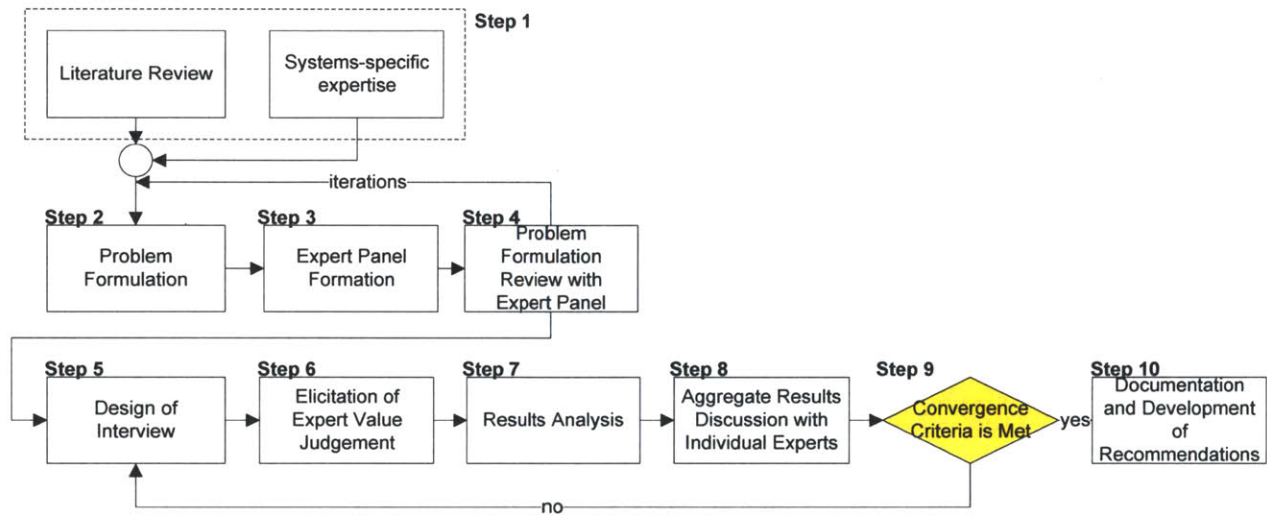 Step 1
Literature Review
Systems-specific
expertise
iterations
Step 2
Problem
Formulation
Step 3
Expert Panel
Formation
Step 4
Problem
Formulation
Review with
Expert Panel
Step 5
Design of
Interview
Step 6
Elicitation of
Expert Value
Judgement
Step 7
Results Analysis
Step 8
Aggregate Results
Discussion with
Individual Experts
Step 9
Convergence
Criteria is Met
yes
Step 10
Documentation
and Development
of
Recommendations
no